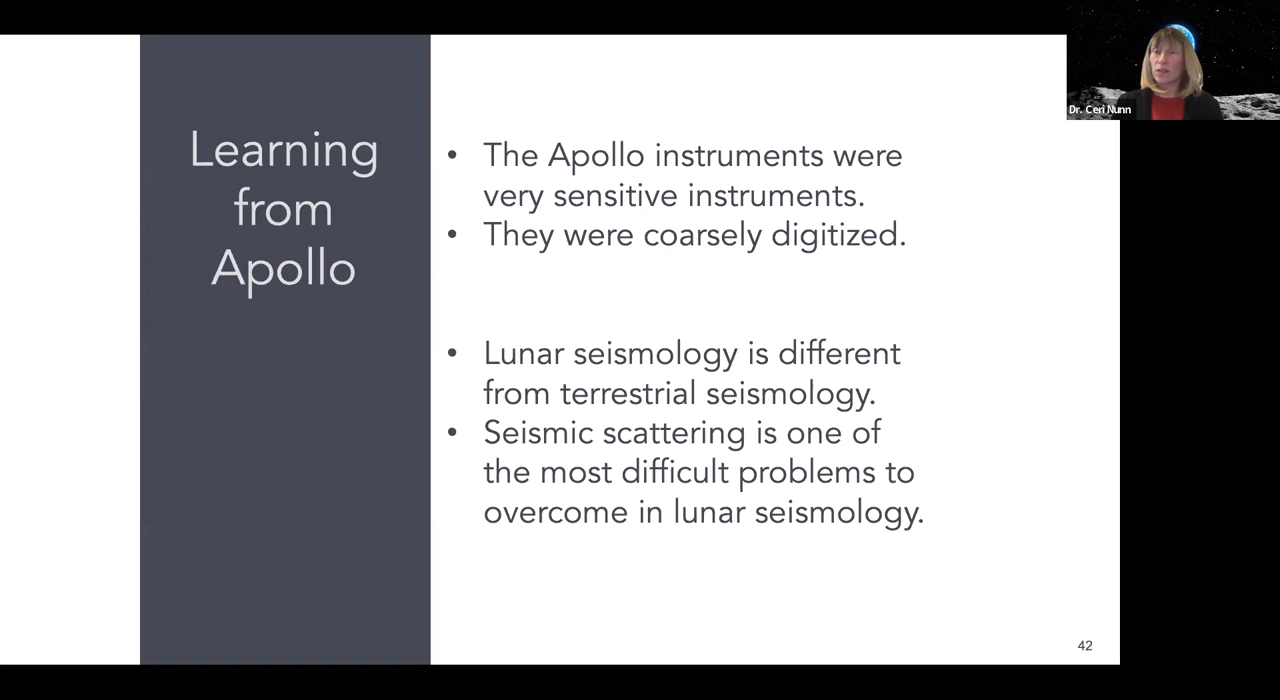 Learning
from
Apollo
• The Apollo instruments were
very sensitive instruments.
• They were coarsely digitized.
• Lunar seismology is different
from terrestrial seismology.
• Seismic scattering is one of
the most difficult problems to
overcome in lunar seismology.
42
Dr. Ceri Nunn